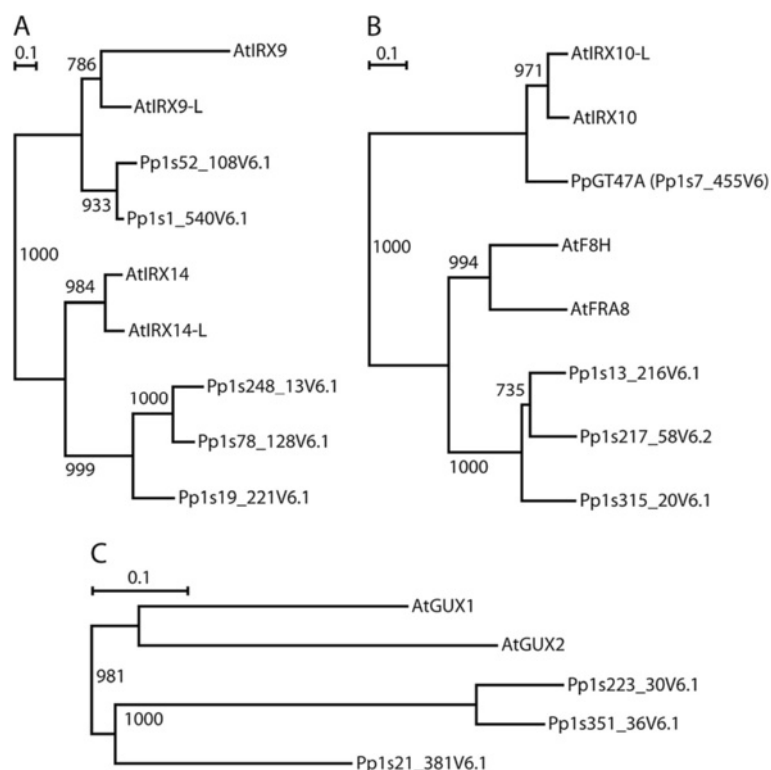 A
0.1
AtIRX9
786
AtIRX9-L
Pp1s52_108V6.1
933
Pp1s1_540V6.1
1000
AtIRX14
984
AtIRX14-L
Pp1s248_13V6.1
1000
Pp1s78_128V6.1
999
Pp1s19_221V6.1
B
0.1
AtIRX10-L
971
AtIRX10
PpGT47A (Pp1s7_455V6)
1000
AtF8H
994
AtFRA8
Pp1s13_216V6.1
735
Pp1s217_58V6.2
1000
Pp1s315_20V6.1
C
0.1
AtGUX1
AtGUX2
981
Pp1s223_30V6.1
1000
Pp1s351_36V6.1
Pp1s21_381V6.1